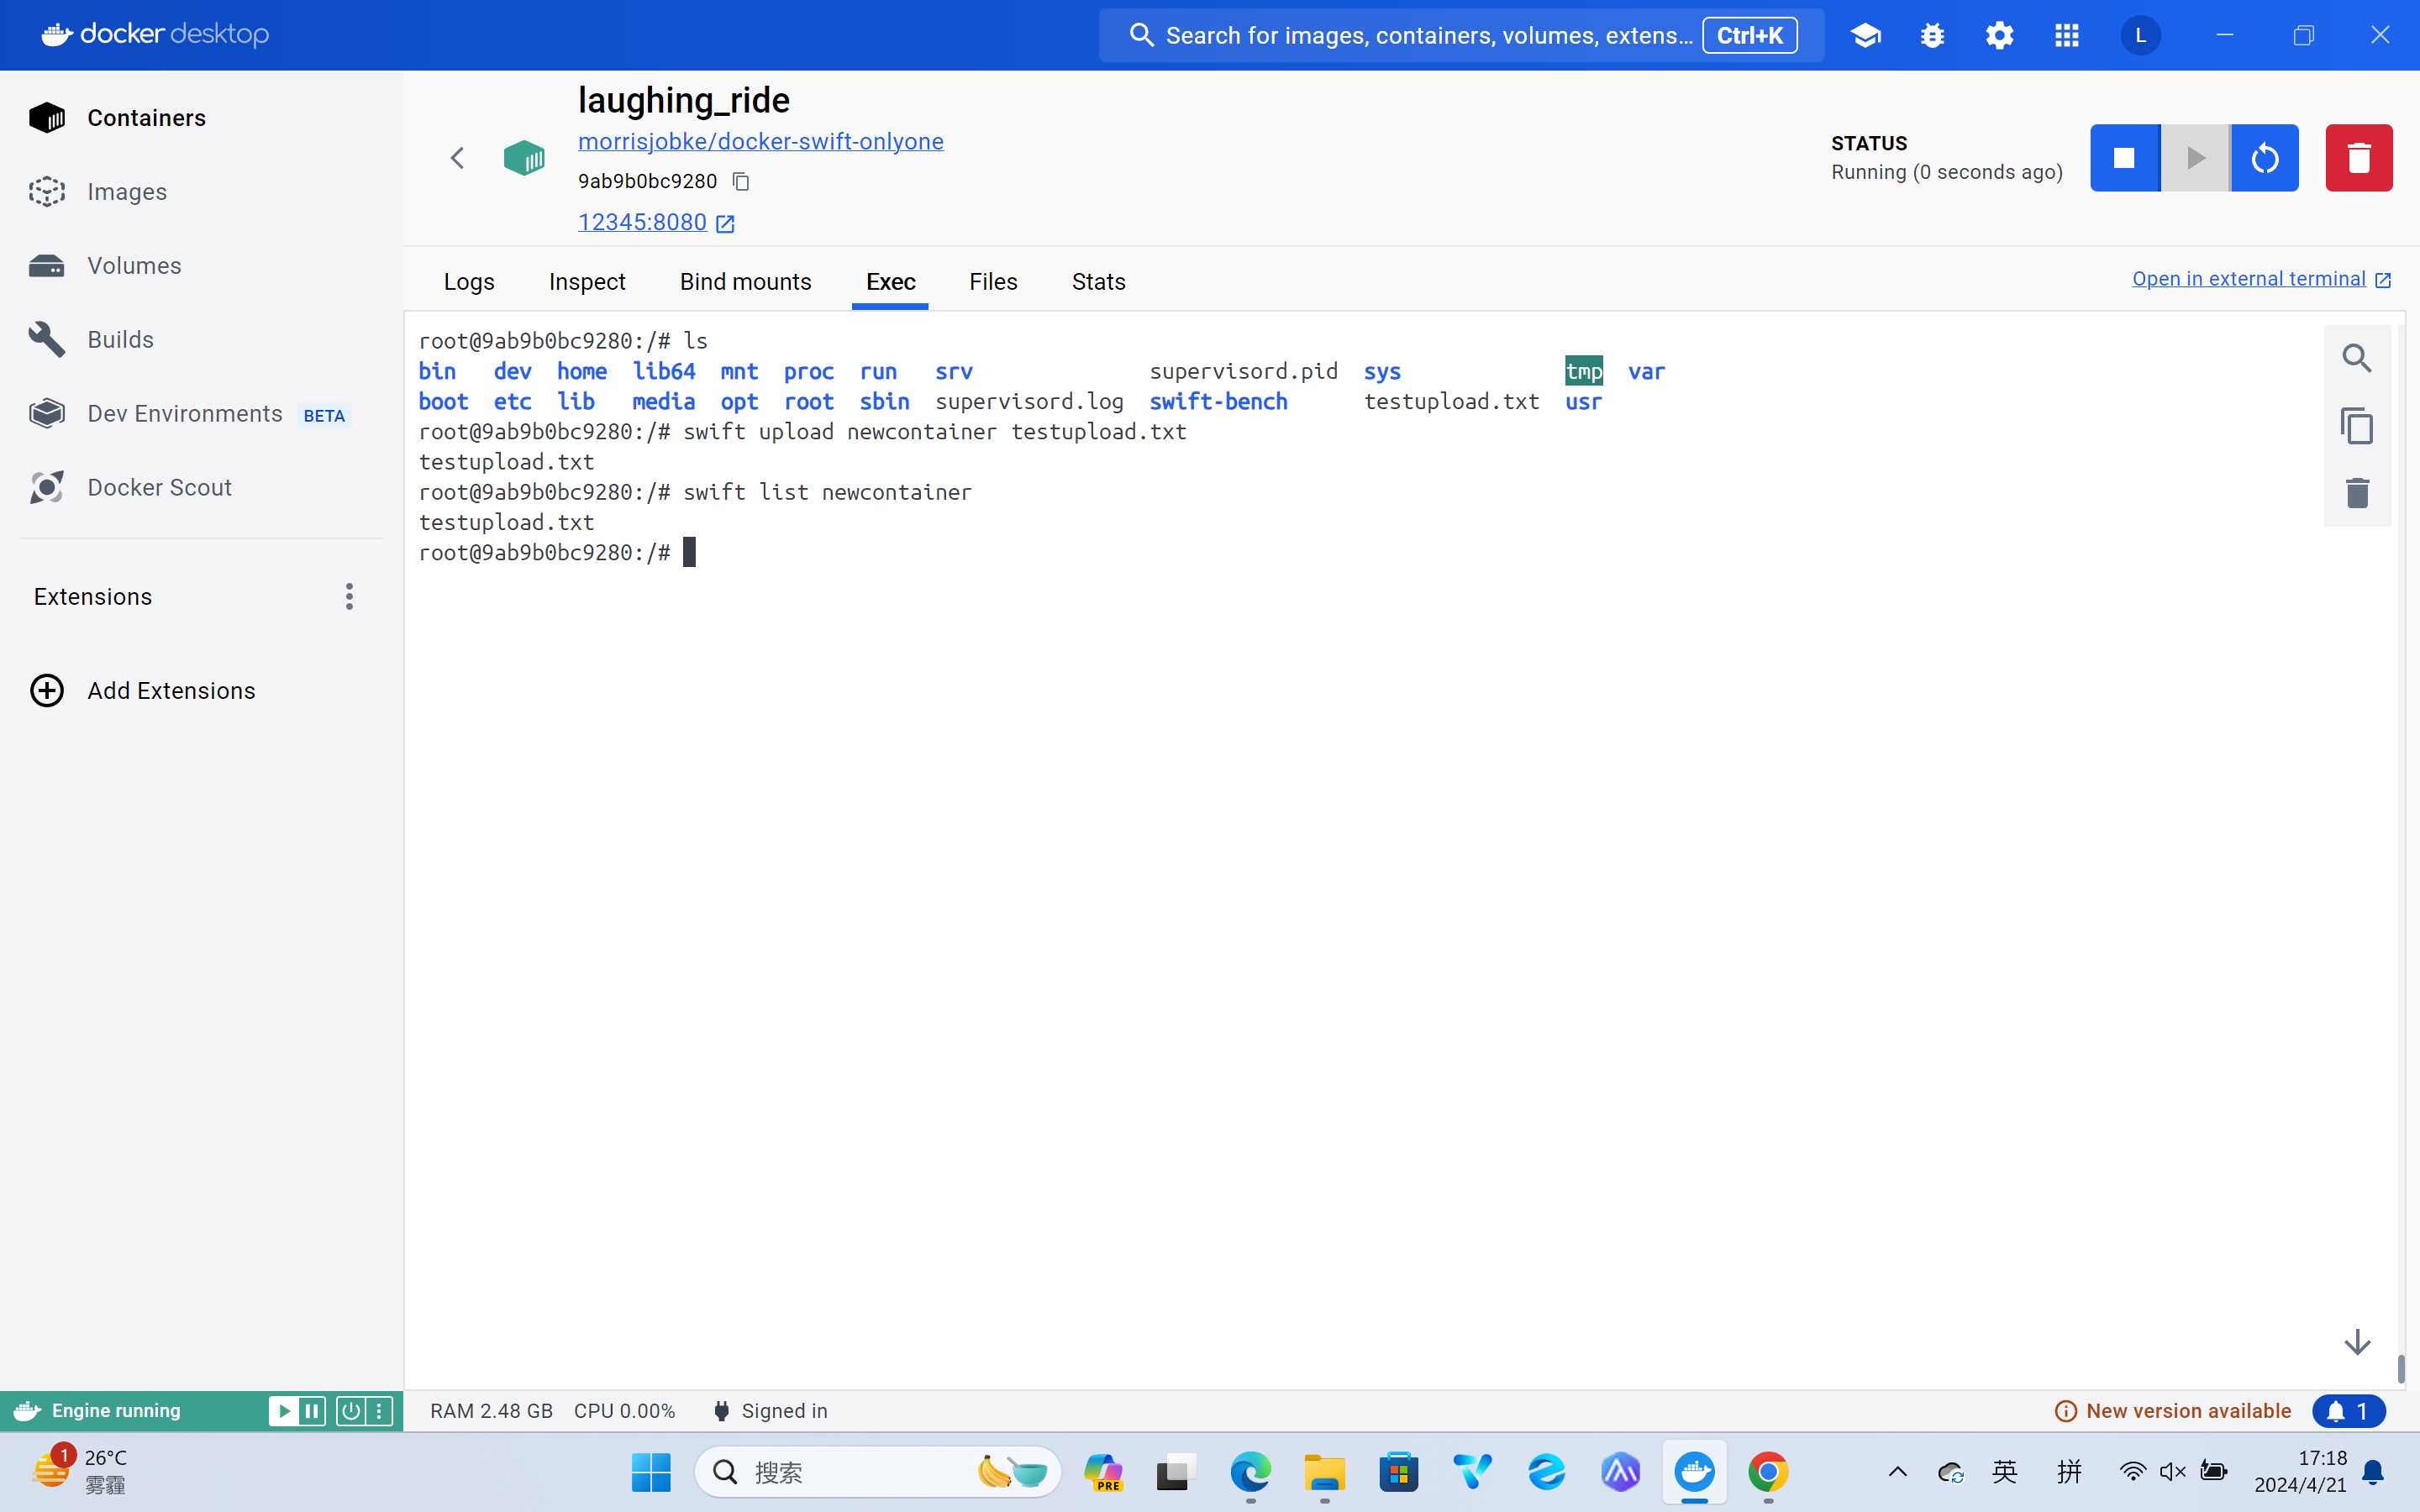 docker desktop
Search for images, containers, volumes, extens... Ctrl+K
L
Containers
Images
Volumes
Builds
Dev Environments BETA
Docker Scout
Extensions
Add Extensions
laughing_ride
morrisjobke/docker-swift-onlyone
9ab9b0bc9280
12345:8080
STATUS
Running (0 seconds ago)
Logs Inspect Bind mounts Exec Files Stats
Open in external terminal
root@9ab9b0bc9280:/# ls
bin dev home lib64 mnt proc run srv supervisord.pid sys tmp var
boot etc lib media opt root sbin supervisord.log swift-bench testupload.txt usr
root@9ab9b0bc9280:/# swift upload newcontainer testupload.txt
testupload.txt
root@9ab9b0bc9280:/# swift list newcontainer
testupload.txt
root@9ab9b0bc9280:/#
Engine running
RAM 2.48 GB CPU 0.00% Signed in
New version available 1
1
26°C
雾霾
搜索
PRE
英 拼
17:18
2024/4/21